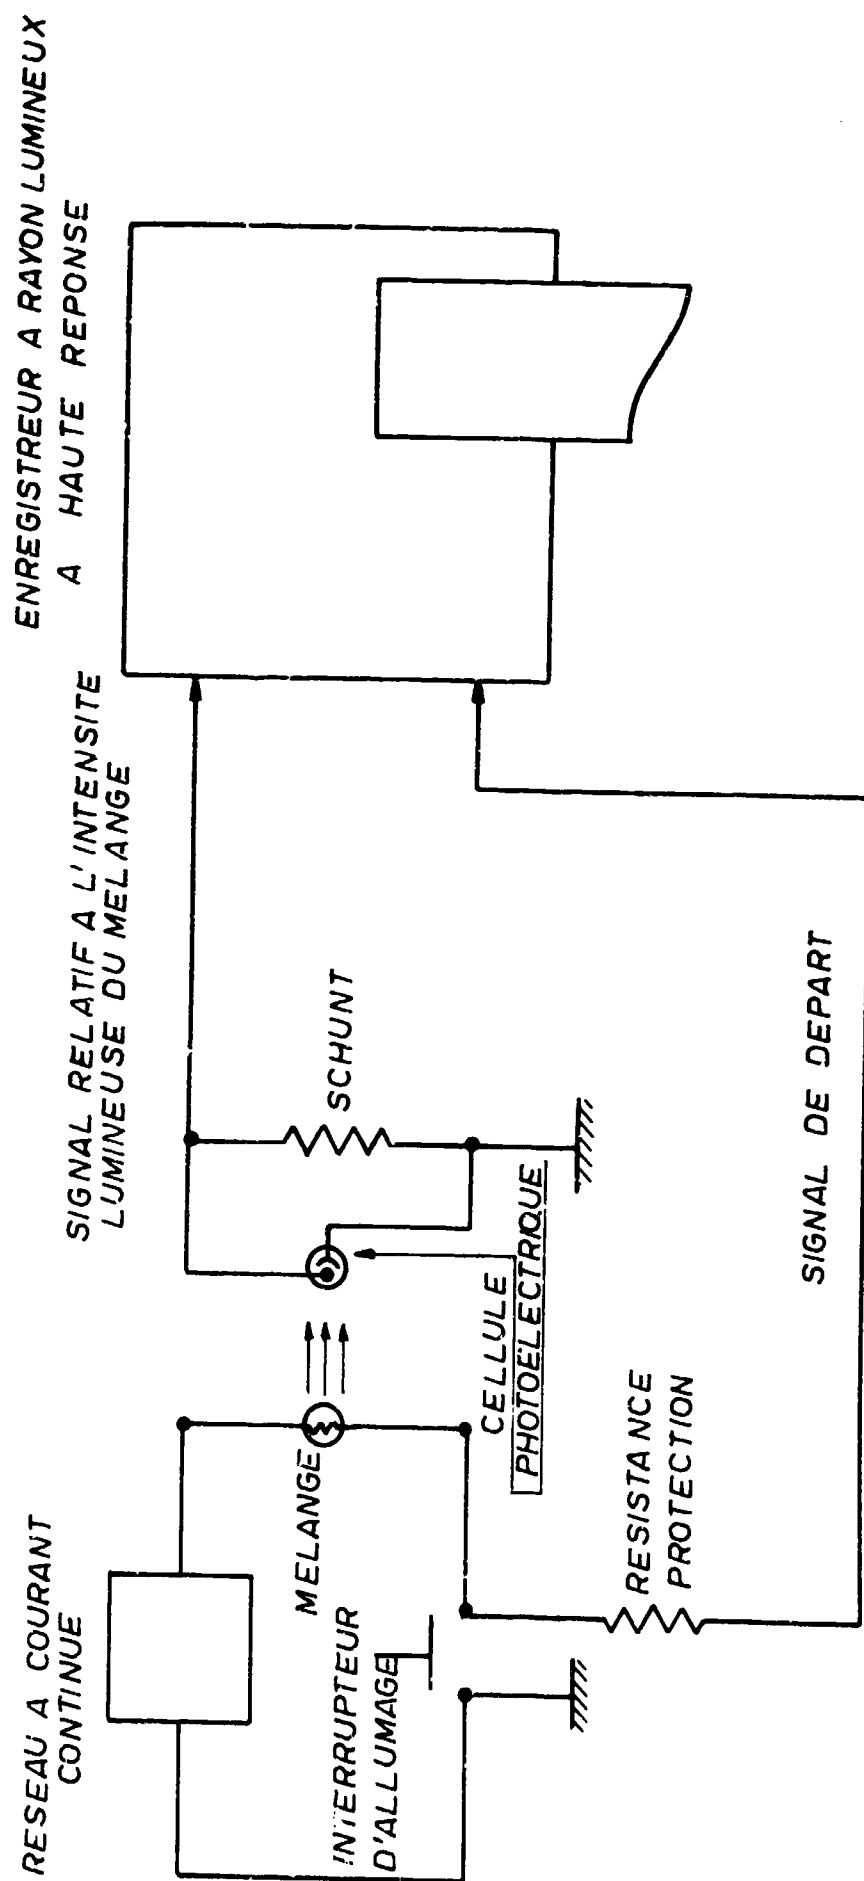 ENREGISTREUR A RAYON LUMINEUX
A HAUTE REPONSE
SIGNAL RELATIF A L'INTENSITE
LUMINEUSE DU MELANGE
SCHUNT
RESEAU A COURANT
CONTINUE
MELANGE
CELLULE
PHOTOELECTRIQUE
INTERRUPTEUR
D'ALLUMAGE
RESISTANCE
PROTECTION
SIGNAL DE DEPART